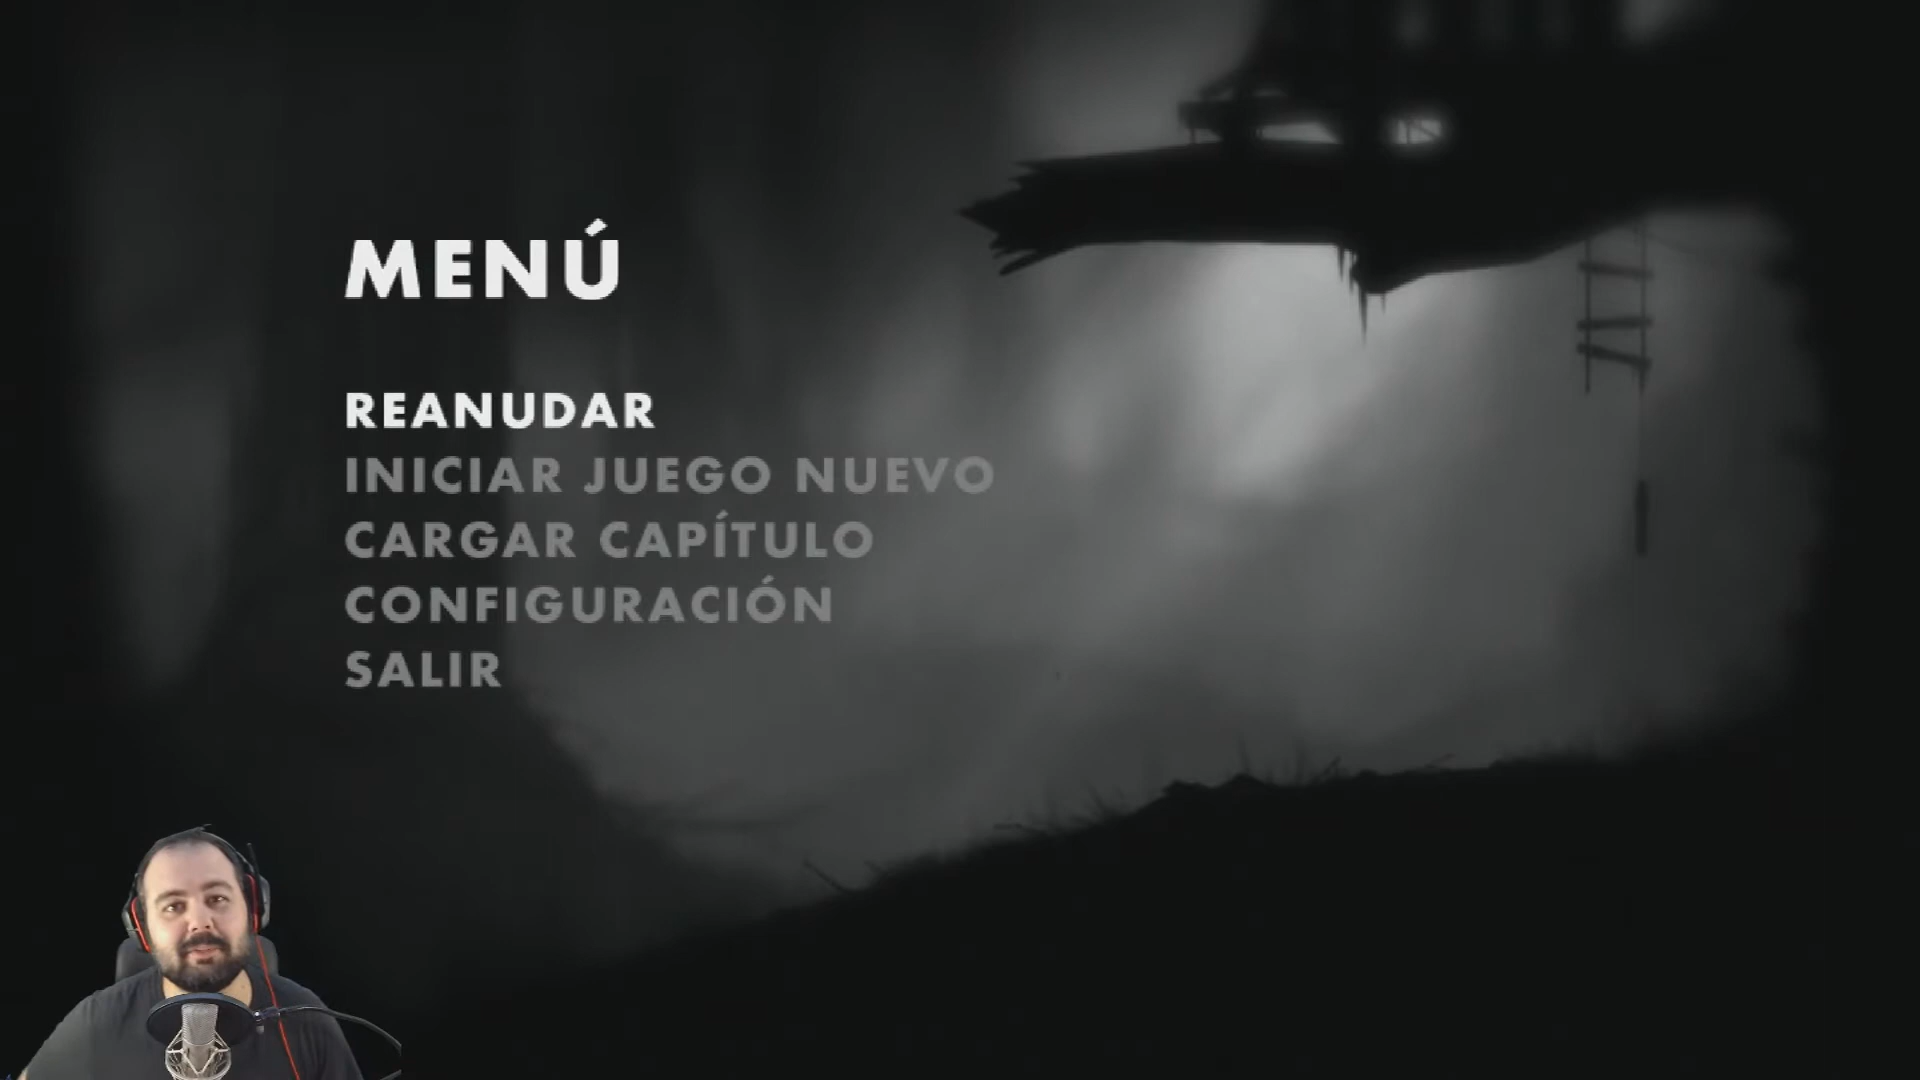 MENÚ
REANUDAR
INICIAR JUEGO NUEVO
CARGAR CAPÍTULO
CONFIGURACIÓN
SALIR